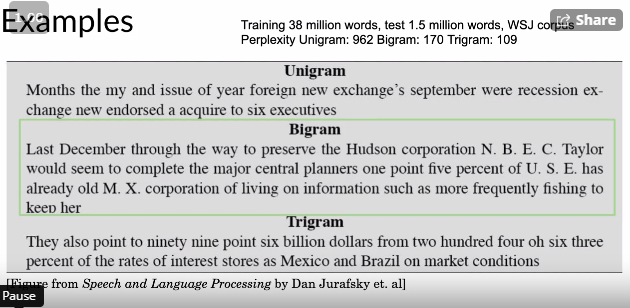 Examples
Training 38 million words, test 1.5 million words, WSJ corpus
Share
Perplexity Unigram: 962 Bigram: 170 Trigram: 109
Unigram
Months the my and issue of year foreign new exchange's september were recession ex-
change new endorsed a acquire to six executives
Bigram
Last December through the way to preserve the Hudson corporation N. B. E. C. Taylor
would seem to complete the major central planners one point five percent of U. S. E. has
already old M. X. corporation of living on information such as more frequently fishing to
keep her
Trigram
They also point to ninety nine point six billion dollars from two hundred four oh six three
percent of the rates of interest stores as Mexico and Brazil on market conditions
[Figure from Speech and Language Processing by Dan Jurafsky et. al]
Pause